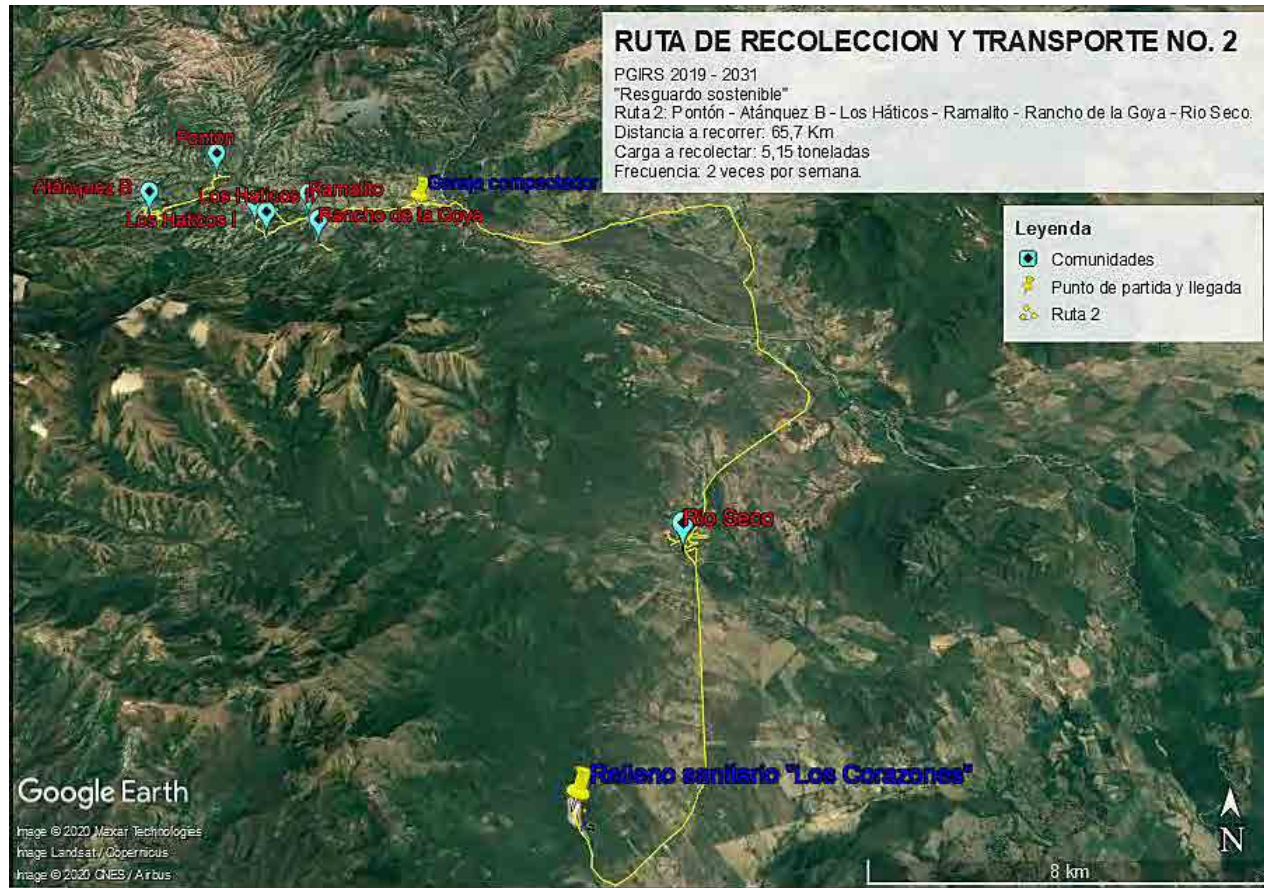 RUTA DE RECOLECCION Y TRANSPORTE NO. 2
PGIRS 2019 - 2031
"Resguardo sostenible"
Ruta 2: Pontón - Atánquez B - Los Háticos - Ramalito - Rancho de la Goya - Rio Seco.
Distancia a recorrer: 65,7 Km
Carga a recolectar: 5,15 toneladas
Frecuencia: 2 veces por semana.
Pontón
Atánquez B
Los Haticos II
Ramalito
Garaje compactador
Los Haticos I
Rancho de la Goya
Leyenda
Comunidades
Punto de partida y llegada
Ruta 2
Río Seco
Relleno sanitario "Los Corazones"
Google Earth
Image © 2020 Maxar Technologies
Image Landsat / Copernicus
Image © 2020 CNES / Airbus
N
8 km